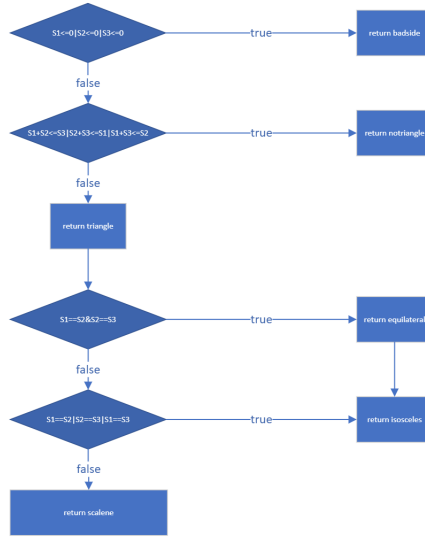 S1<=0|S2<=0|S3<=0
true
return badside
false
S1+S2<=S3|S2+S3<=S1|S1+S3<=S2
true
return notriangle
false
return triangle
S1==S2&S2==S3
true
return equilateral
false
S1==S2|S2==S3|S1==S3
true
return isosceles
false
return scalene